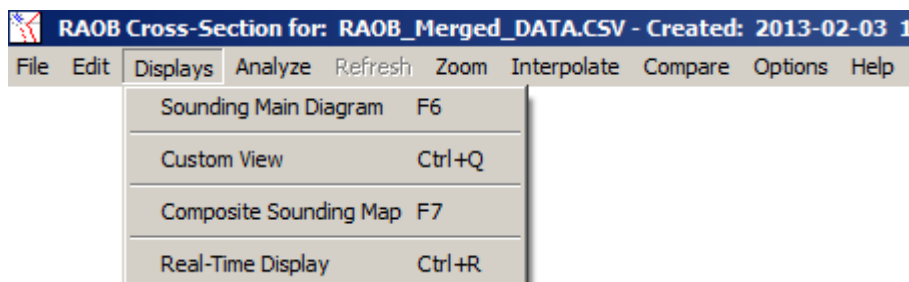 RAOB Cross-Section for: RAOB_Merged_DATA.CSV - Created: 2013-02-03 1
File Edit Displays Analyze Refresh Zoom Interpolate Compare Options Help
Sounding Main Diagram F6
Custom View Ctrl+Q
Composite Sounding Map F7
Real-Time Display Ctrl+R